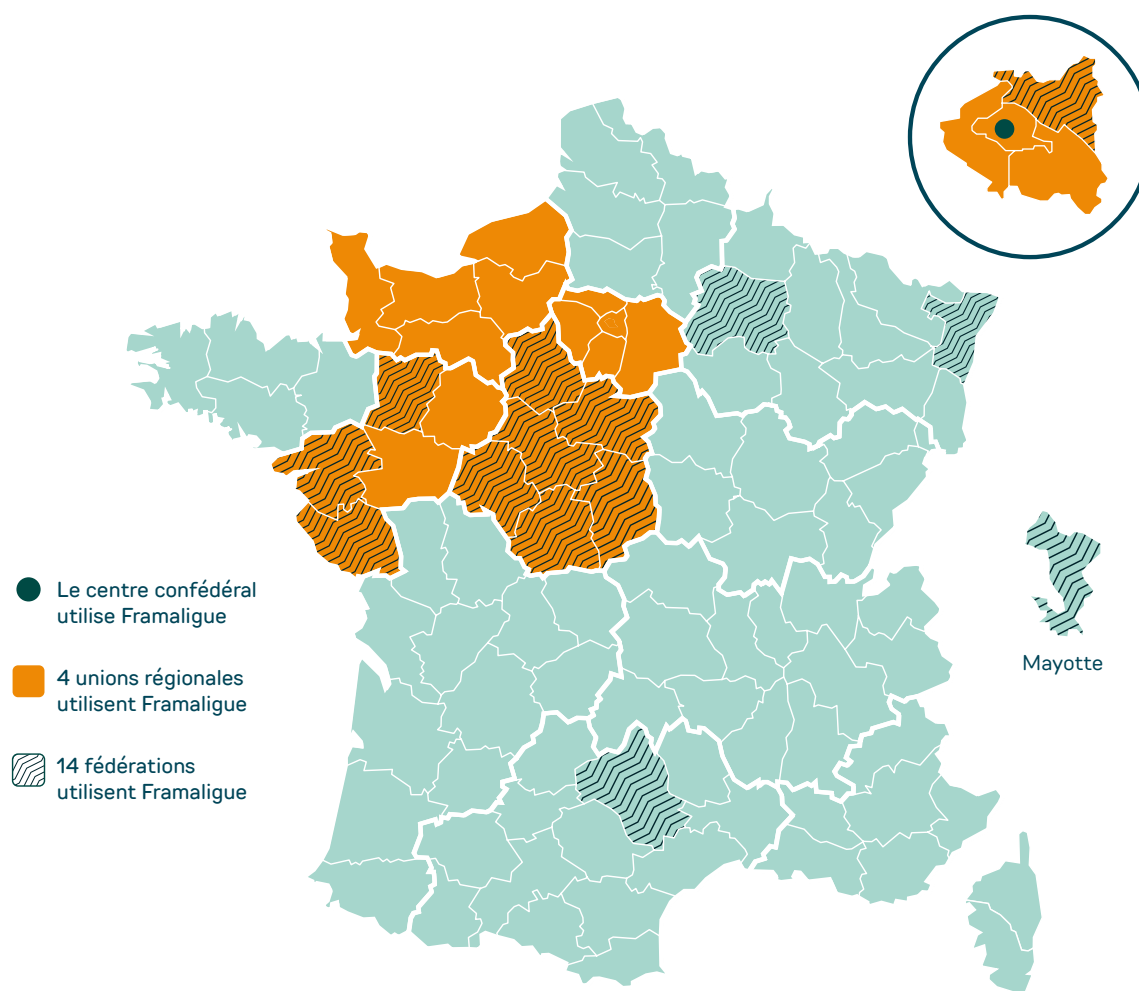 Le centre confédéral
utilise Framaligue
4 unions régionales
utilisent Framaligue
14 fédérations
utilisent Framaligue
Mayotte